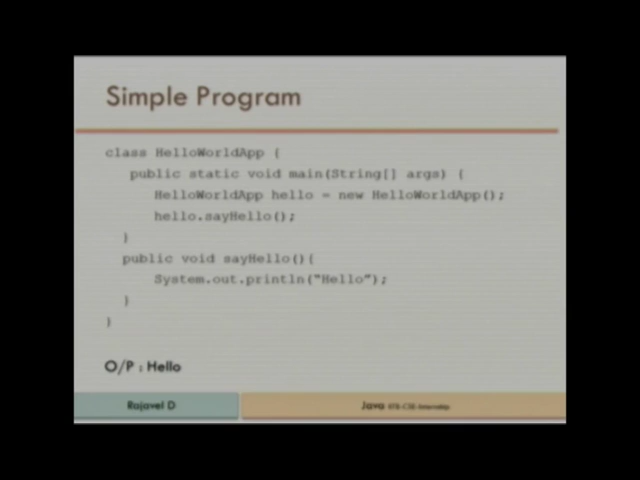 Simple Program
class HelloWorldApp {
public static void main(String[] args) {
HelloWorldApp hello = new HelloWorldApp();
hello.sayHello();
}
public void sayHello(){
System.out.println("Hello");
}
}
O/P : Hello
Rajavel D
Java